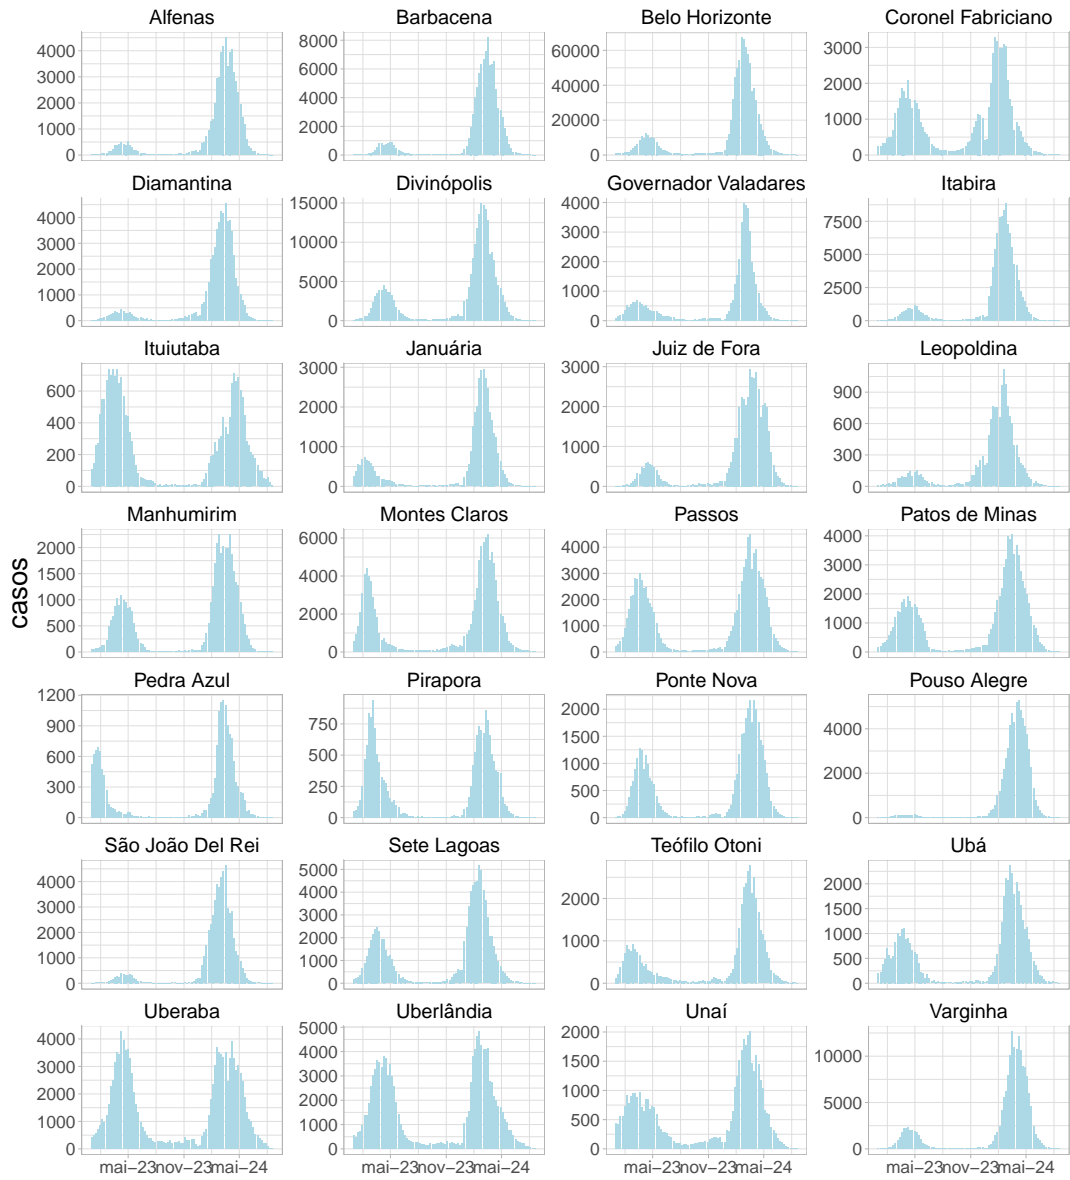 Alfenas Barbacena Belo Horizonte Coronel Fabriciano
4000 3000 2000 1000 0 8000 6000 4000 2000 0 60000 40000 20000 0 3000 2000 1000 0
Diamantina Divinópolis Governador Valadares Itabira
4000 3000 2000 1000 0 15000 10000 5000 0 4000 3000 2000 1000 0 7500 5000 2500 0
Ituiutaba Januária Juiz de Fora Leopoldina
600 400 200 0 3000 2000 1000 0 3000 2000 1000 0 900 600 300 0
Manhumirim Montes Claros Passos Patos de Minas
2000 1500 1000 500 0 6000 4000 2000 0 4000 3000 2000 1000 0 4000 3000 2000 1000 0
casos
Pedra Azul Pirapora Ponte Nova Pouso Alegre
1200 900 600 300 0 750 500 250 0 2000 1500 1000 500 0 4000 2000 0
São João Del Rei Sete Lagoas Teófilo Otoni Ubá
4000 3000 2000 1000 0 5000 4000 3000 2000 1000 0 2000 1000 0 2000 1500 1000 500 0
Uberaba Uberlândia Unaí Varginha
4000 3000 2000 1000 0 5000 4000 3000 2000 1000 0 2000 1500 1000 500 0 10000 5000 0
mai−23 nov−23 mai−24 mai−23 nov−23 mai−24 mai−23 nov−23 mai−24 mai−23 nov−23 mai−24